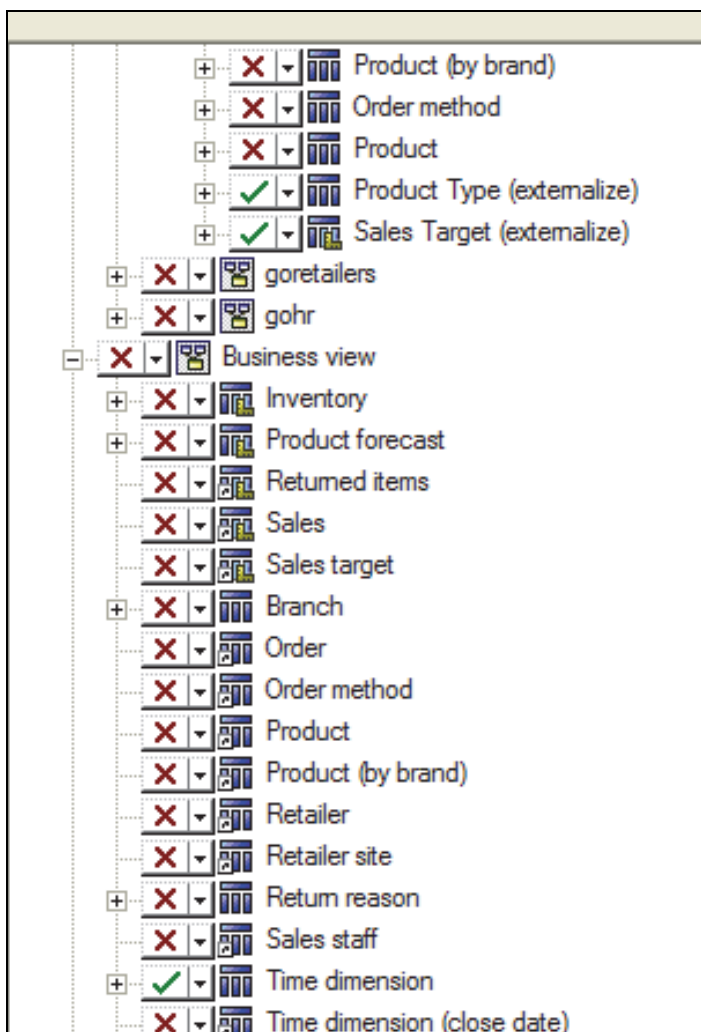 Product (by brand)
Order method
Product
Product Type (externalize)
Sales Target (externalize)
goretailers
gohr
Business view
Inventory
Product forecast
Returned items
Sales
Sales target
Branch
Order
Order method
Product
Product (by brand)
Retailer
Retailer site
Return reason
Sales staff
Time dimension
Time dimension (close date)